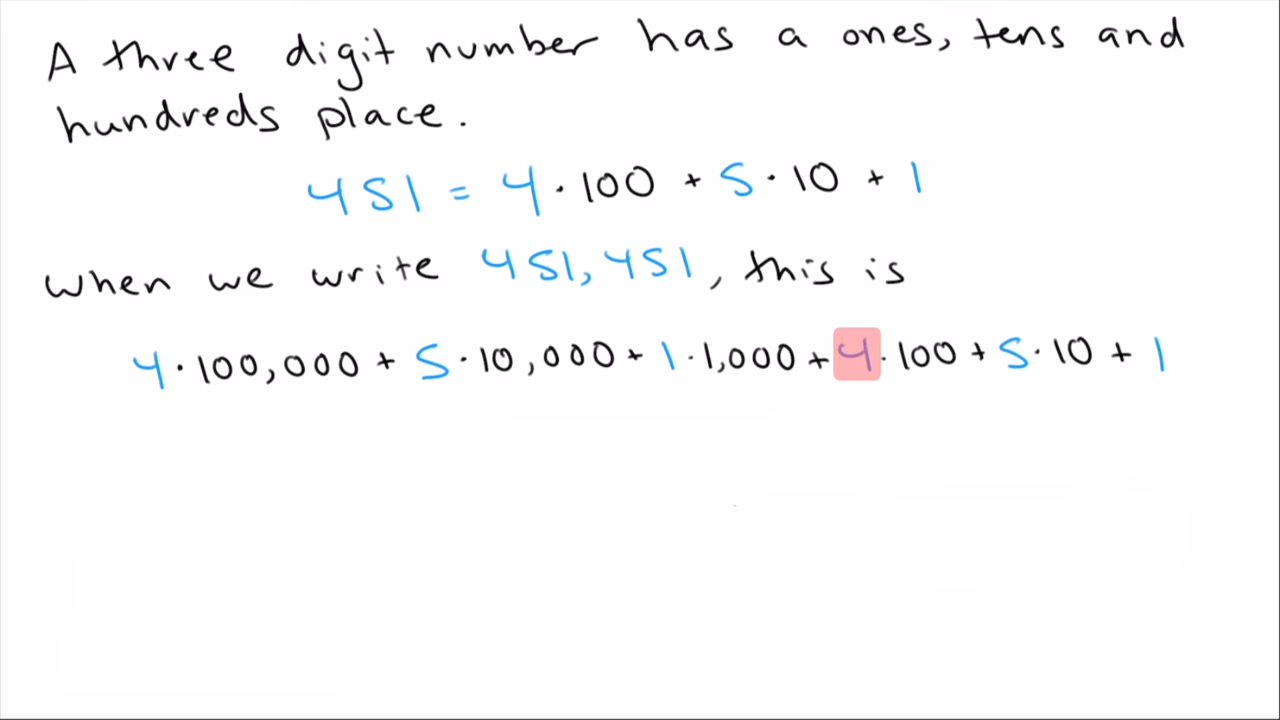 A three digit number has a ones, tens and
hundreds place.
451 = 4 · 100 + 5 · 10 + 1
When we write 451,451, this is
4 · 100,000 + 5 · 10,000 + 1 · 1,000 + 4 · 100 + 5 · 10 + 1